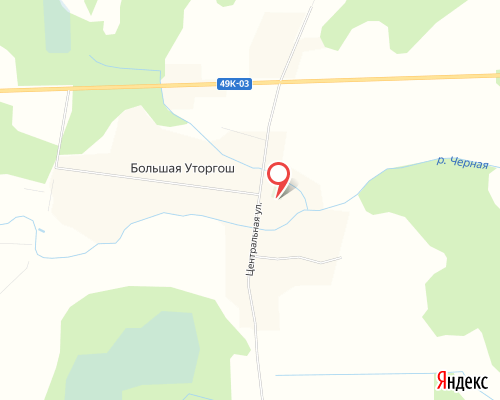 49К-03
р. Черная
Большая Уторгош
Центральная ул.
Яндекс